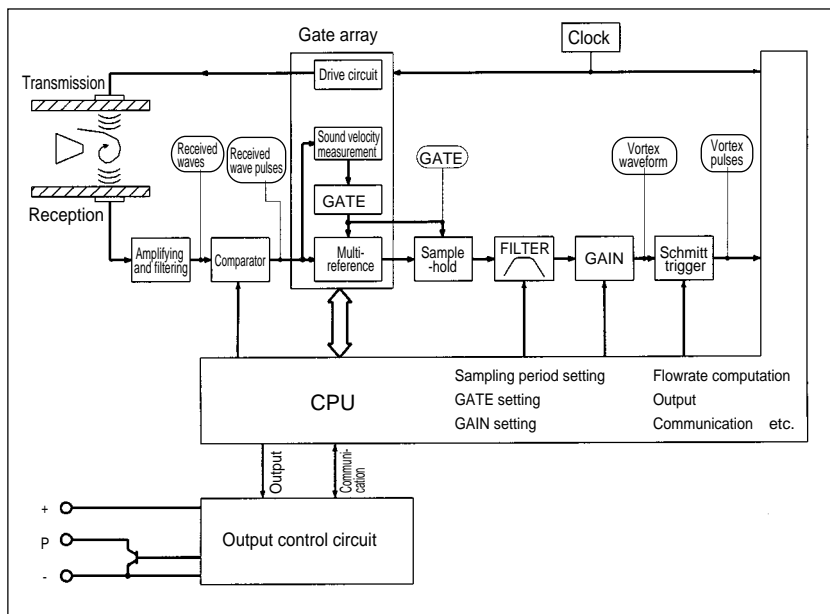 Gate array
Clock
Transmission
Drive circuit
Received
waves
Received
wave pulses
Sound velocity
measurement
GATE
Vortex
waveform
Vortex
pulses
GATE
Reception
Amplifying
and filtering
Comparator
Multi-
reference
Sample
-hold
FILTER
GAIN
Schmitt
trigger
CPU
Sampling period setting
GATE setting
GAIN setting
Flowrate computation
Output
Communication etc.
Output
Communi-
cation
+
P
-
Output control circuit